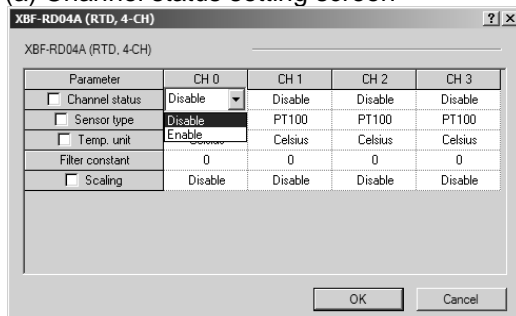 (a) Channel status setting screen
XBF-RD04A (RTD, 4-CH) ? ×
XBF-RD04A (RTD, 4-CH)
Parameter CH 0 CH 1 CH 2 CH 3
Channel status Disable Disable Disable Disable
Sensor type Disable PT100 PT100 PT100
Enable
Temp. unit Celsius Celsius Celsius Celsius
Filter constant 0 0 0 0
Scaling Disable Disable Disable Disable
OK Cancel